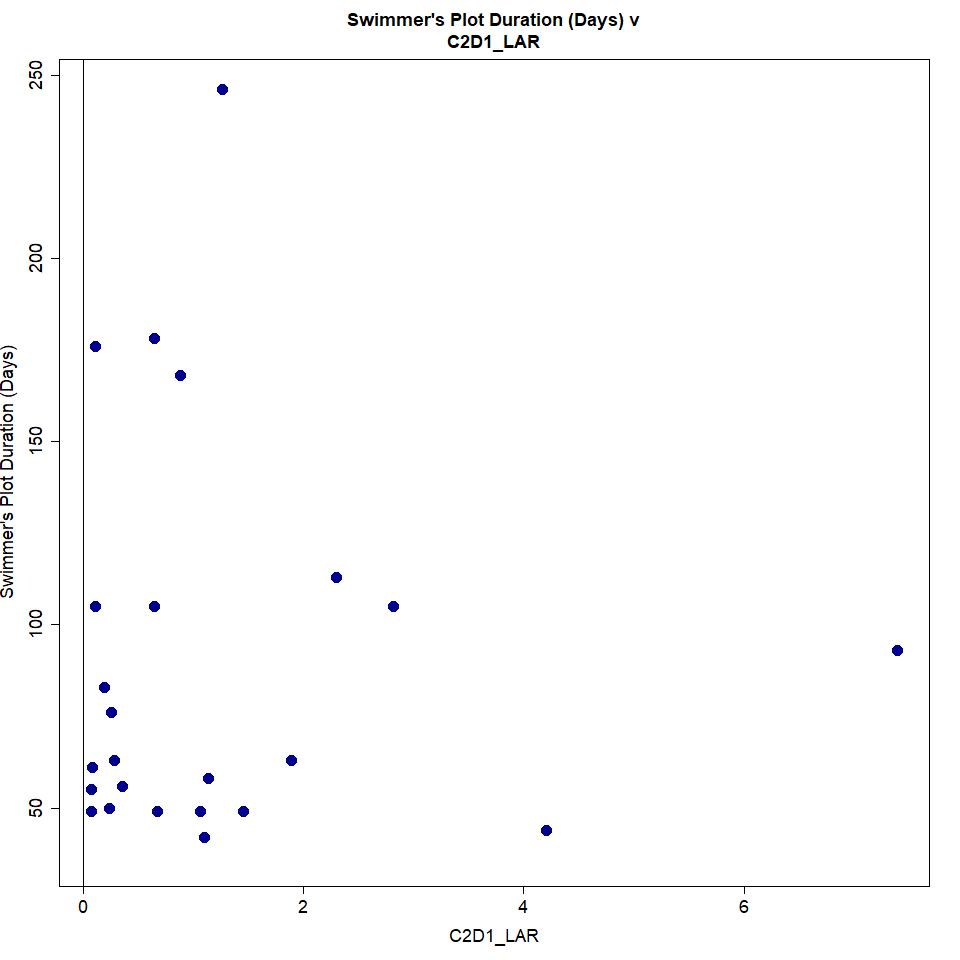 Swimmer's Plot Duration (Days) v
C2D1_LAR
250
200
150
100
50
Swimmer's Plot Duration (Days)
0 2 4 6
C2D1_LAR